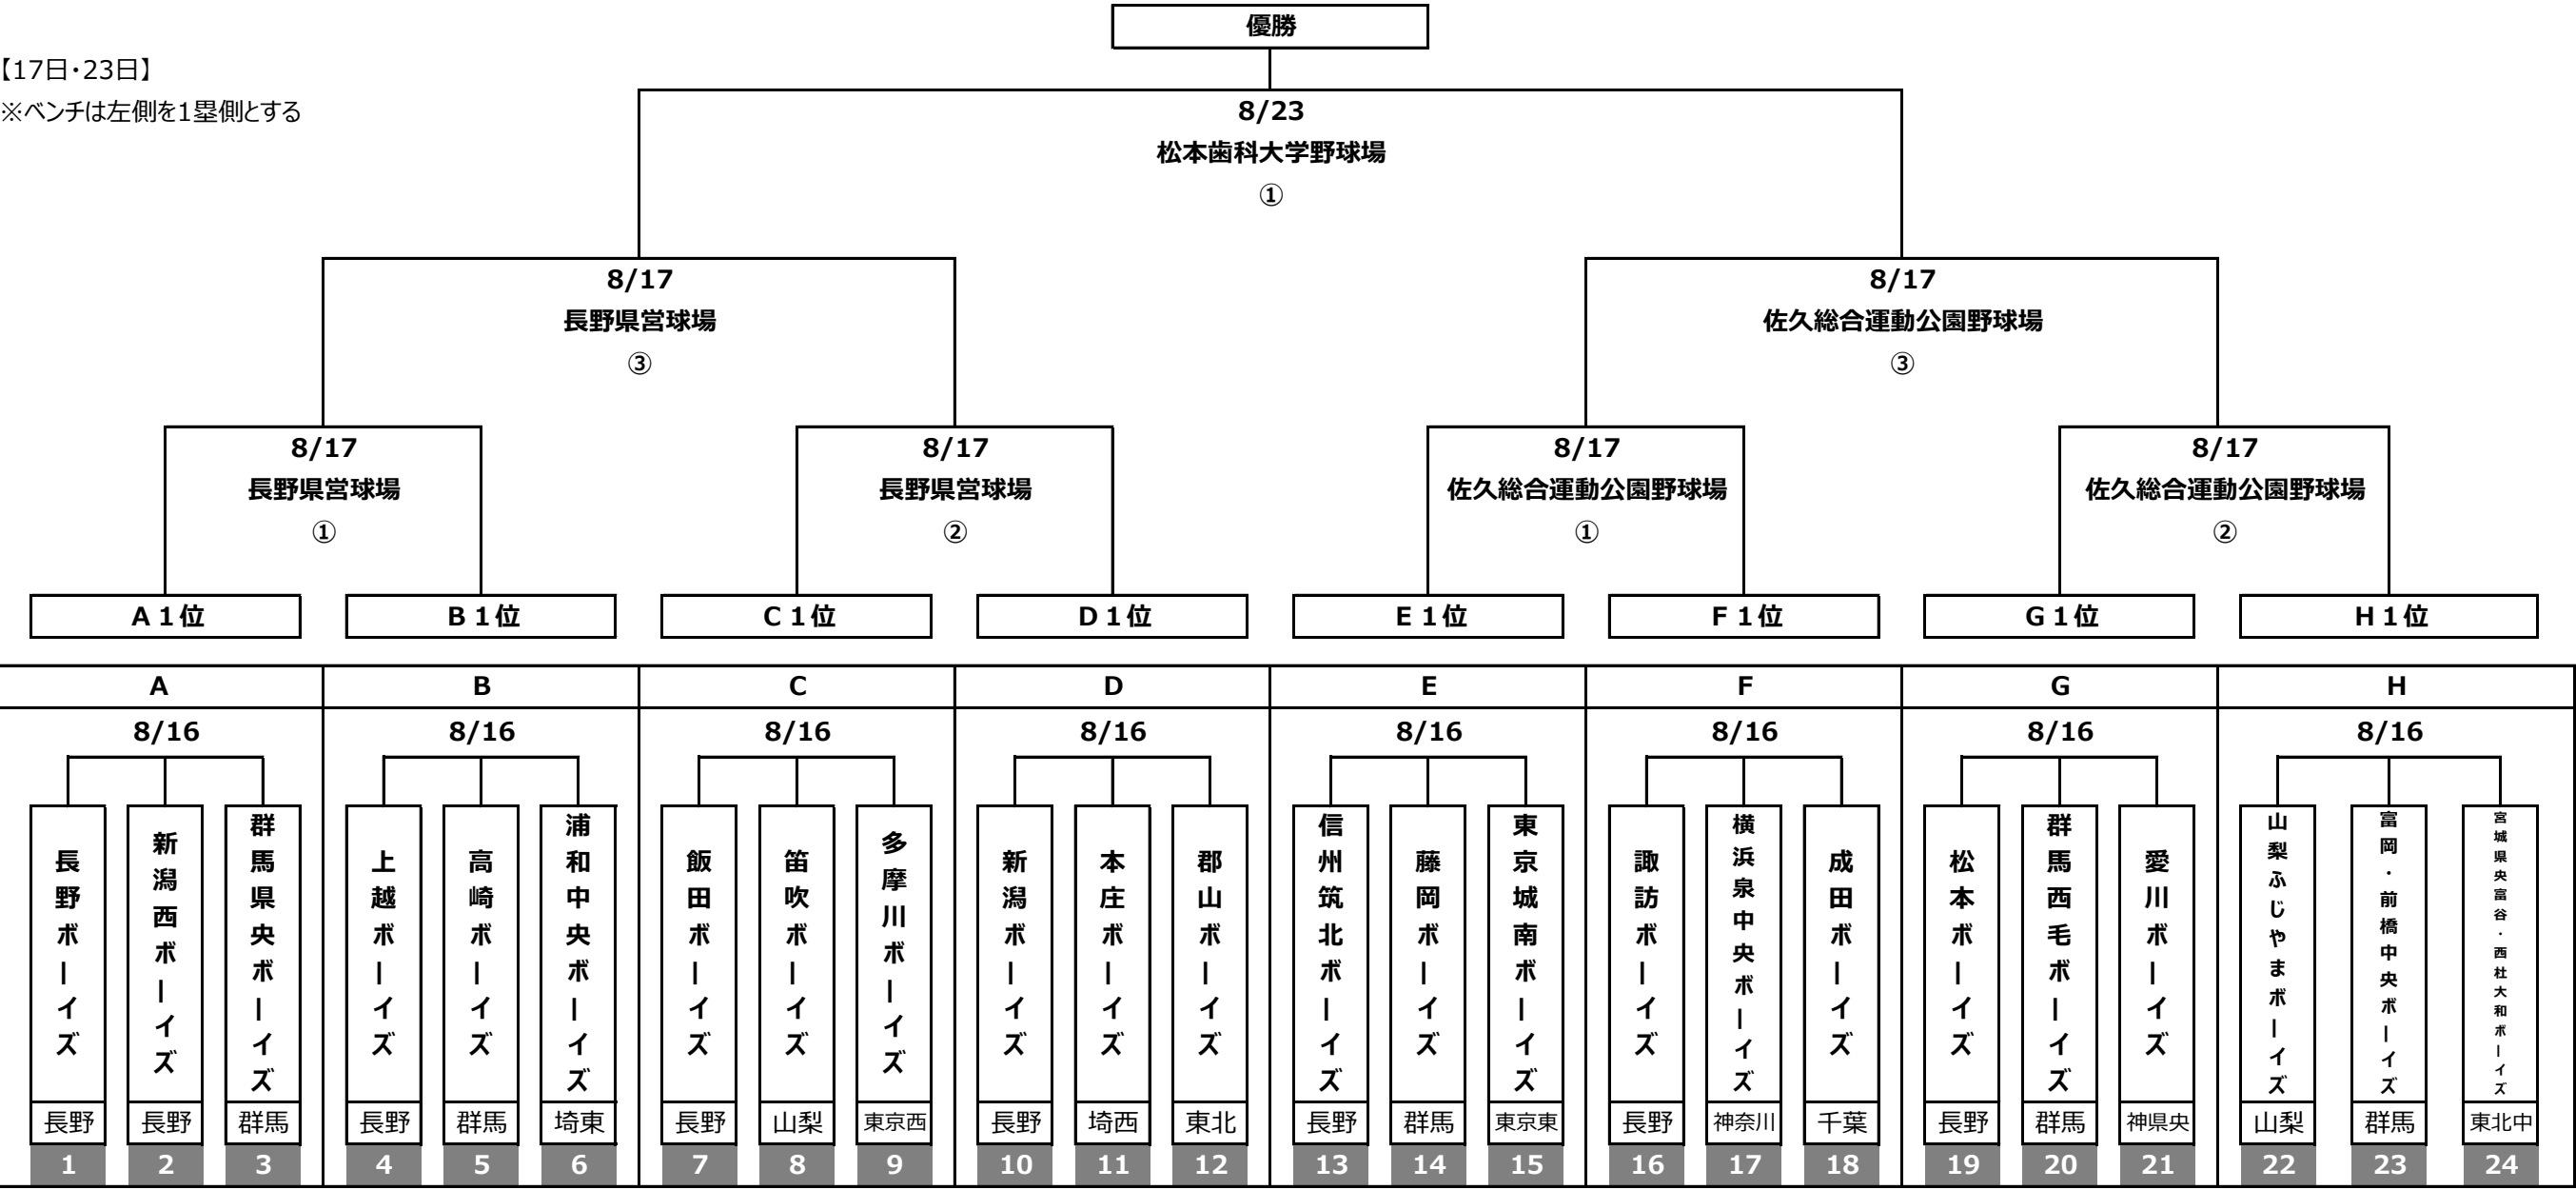 優勝
【17日・23日】
※ベンチは左側を1塁側とする
8/23
松本歯科大学野球場
①
8/17
長野県営球場
③
8/17
佐久総合運動公園野球場
③
8/17
長野県営球場
①
8/17
長野県営球場
②
8/17
佐久総合運動公園野球場
①
8/17
佐久総合運動公園野球場
②
A 1位
B 1位
C 1位
D 1位
E 1位
F 1位
G 1位
H 1位
A
B
C
D
E
F
G
H
8/16
8/16
8/16
8/16
8/16
8/16
8/16
8/16
長野ボーイズ
新潟西ボーイズ
群馬県央ボーイズ
上越ボーイズ
高崎ボーイズ
浦和中央ボーイズ
飯田ボーイズ
笛吹ボーイズ
多摩川ボーイズ
新潟ボーイズ
本庄ボーイズ
郡山ボーイズ
信州筑北ボーイズ
藤岡ボーイズ
東京城南ボーイズ
諏訪ボーイズ
横浜泉中央ボーイズ
成田ボーイズ
松本ボーイズ
群馬西毛ボーイズ
愛川ボーイズ
山梨ふじやまボーイズ
富岡・前橋中央ボーイズ
宮城県央富谷・西杜大和ボーイズ
長野
長野
群馬
長野
群馬
埼東
長野
山梨
東京西
長野
埼西
東北
長野
群馬
東京東
長野
神奈川
千葉
長野
群馬
神県央
山梨
群馬
東北中
1
2
3
4
5
6
7
8
9
10
11
12
13
14
15
16
17
18
19
20
21
22
23
24